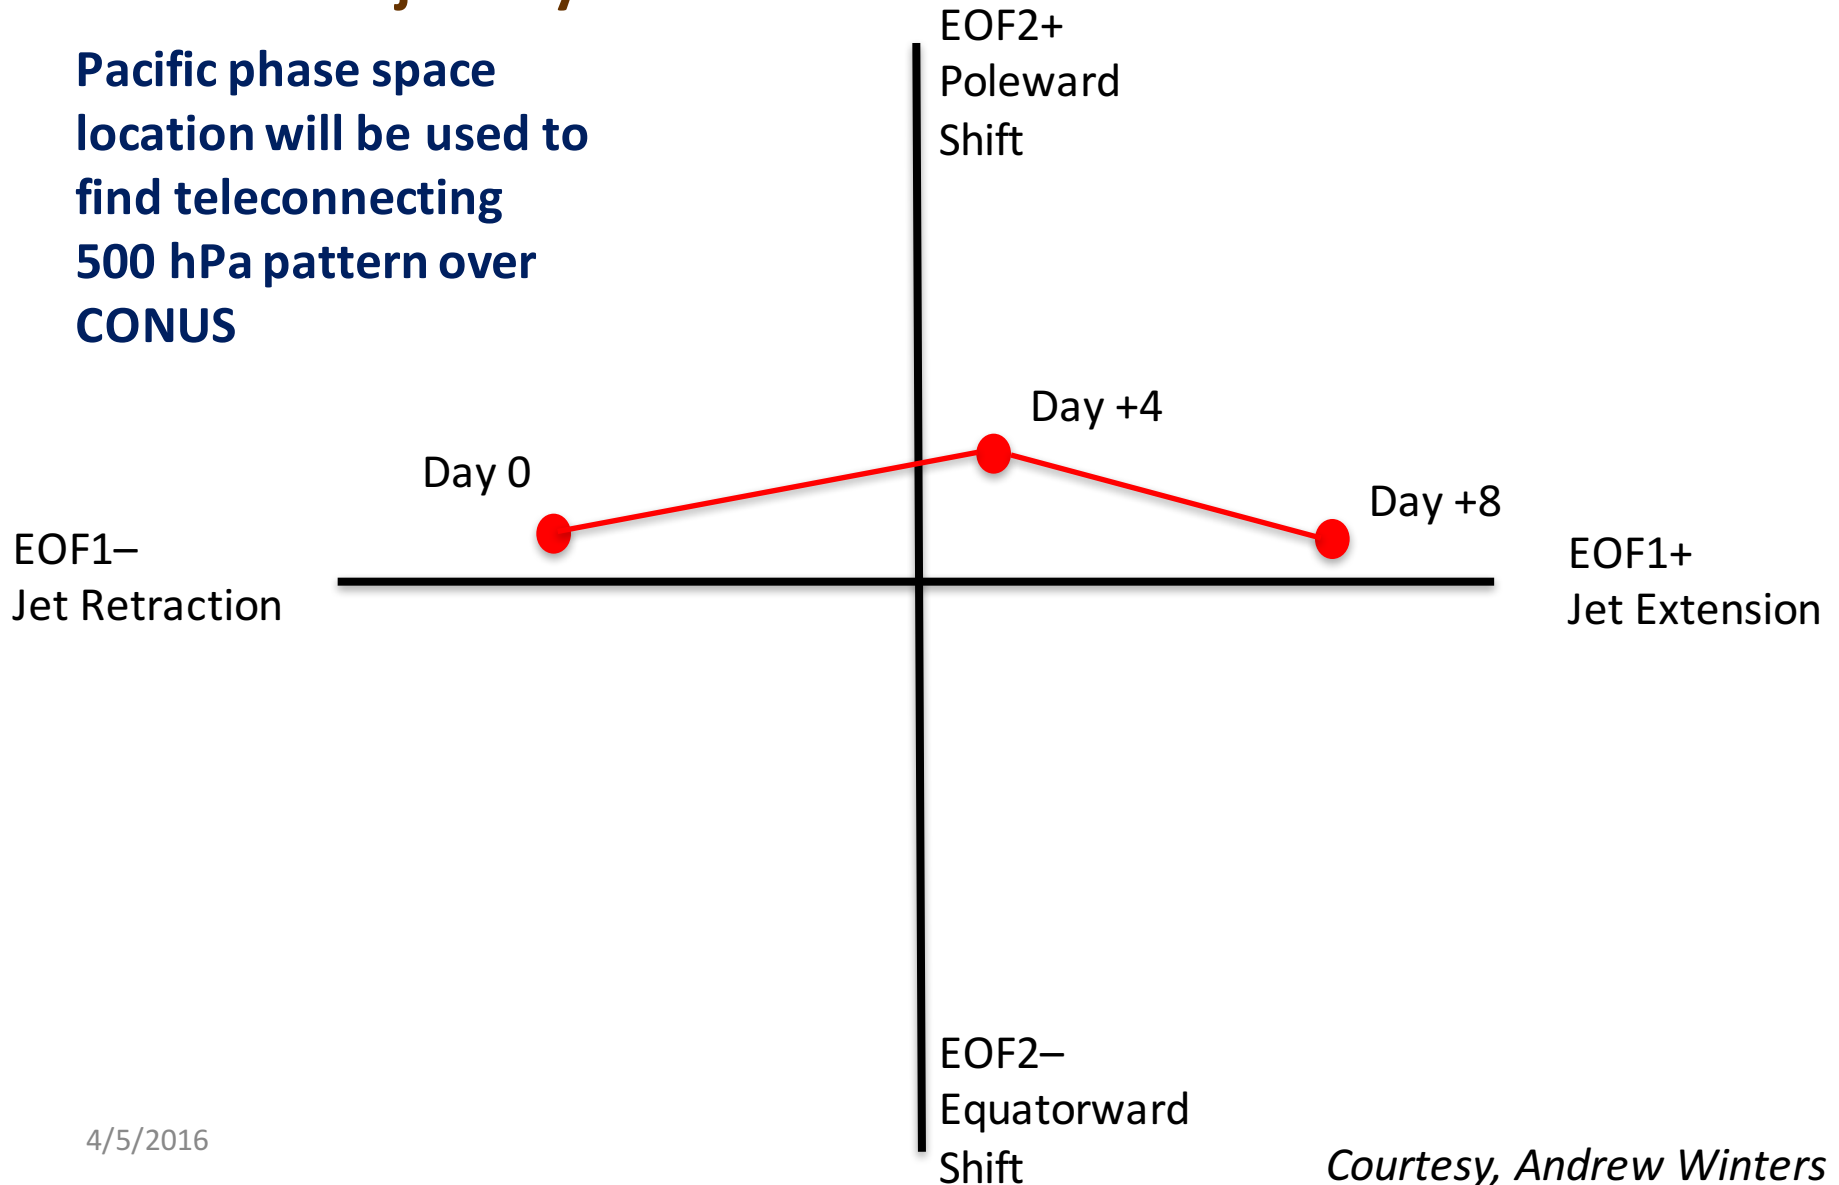 Pacific phase space
location will be used to
find teleconnecting
500 hPa pattern over
CONUS
EOF2+
Poleward
Shift
Day +4
Day 0
Day +8
EOF1–
Jet Retraction
EOF1+
Jet Extension
EOF2–
Equatorward
Shift
4/5/2016
Courtesy, Andrew Winters